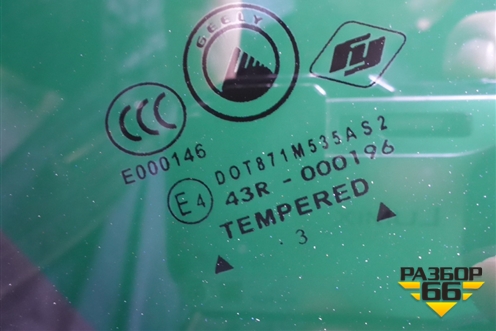 GEELY
CCC
E000146
DOT871M535AS2
E4
43R - 000196
TEMPERED
. 3
РАЗБОР
66